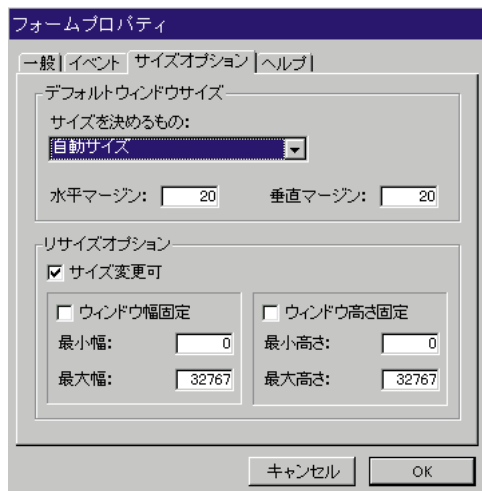 フォームプロパティ
一般 イベント サイズオプション ヘルプ
デフォルトウィンドウサイズ
サイズを決めるもの:
自動サイズ
水平マージン: 20 垂直マージン: 20
リサイズオプション
サイズ変更可
ウィンドウ幅固定 ウィンドウ高さ固定
最小幅: 0 最小高さ: 0
最大幅: 32767 最大高さ: 32767
キャンセル OK